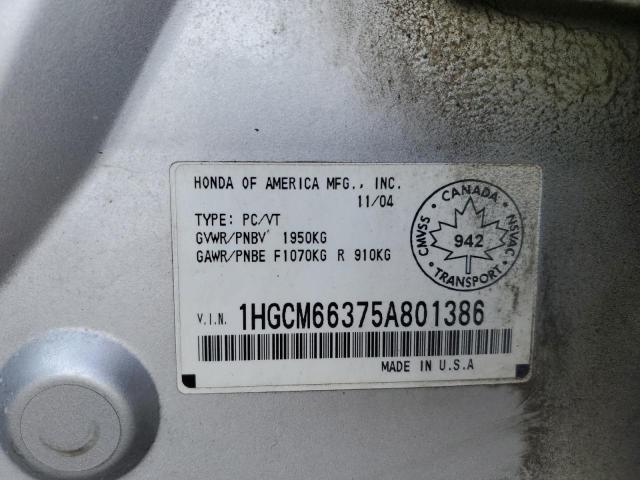 HONDA OF AMERICA MFG., INC.
11/04
TYPE: PC/VT
GVWR/PNBV 1950KG
GAWR/PNBE F1070KG R 910KG
CANADA
CMVSS
942
NSVAC
TRANSPORT
V.I.N. 1HGCM66375A801386
MADE IN U.S.A